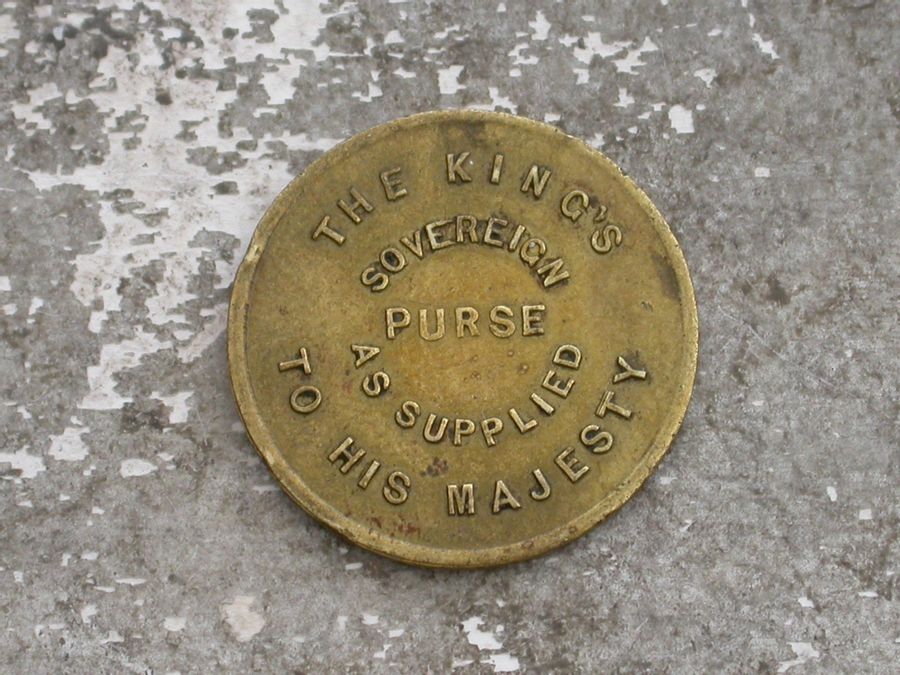 THE KING'S
SOVEREIGN
PURSE
AS SUPPLIED
TO HIS MAJESTY